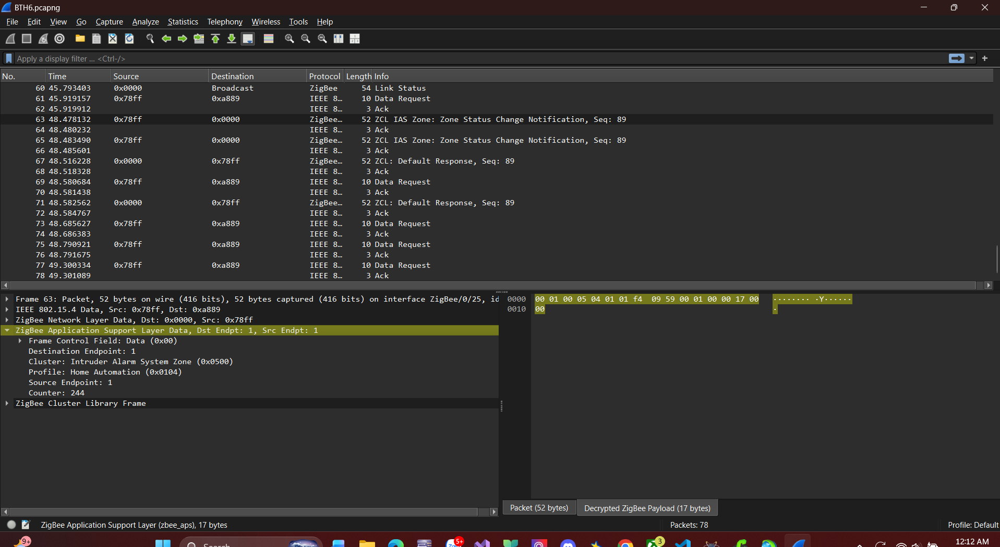 BTH6.pcapng
File Edit View Go Capture Analyze Statistics Telephony Wireless Tools Help
Apply a display filter ... <Ctrl-/>
No. Time Source Destination Protocol Length Info
60 45.793403 0x0000 Broadcast ZigBee 54 Link Status
61 45.919157 0x78ff 0xa889 IEEE 8… 10 Data Request
62 45.919912 IEEE 8… 3 Ack
63 48.478132 0x78ff 0x0000 ZigBee… 52 ZCL IAS Zone: Zone Status Change Notification, Seq: 89
64 48.480232 IEEE 8… 3 Ack
65 48.483490 0x78ff 0x0000 ZigBee… 52 ZCL IAS Zone: Zone Status Change Notification, Seq: 89
66 48.485601 IEEE 8… 3 Ack
67 48.516228 0x0000 0x78ff ZigBee… 52 ZCL: Default Response, Seq: 89
68 48.518328 IEEE 8… 3 Ack
69 48.580684 0x78ff 0xa889 IEEE 8… 10 Data Request
70 48.581438 IEEE 8… 3 Ack
71 48.582562 0x0000 0x78ff ZigBee… 52 ZCL: Default Response, Seq: 89
72 48.584767 IEEE 8… 3 Ack
73 48.685627 0x78ff 0xa889 IEEE 8… 10 Data Request
74 48.686383 IEEE 8… 3 Ack
75 48.790921 0x78ff 0xa889 IEEE 8… 10 Data Request
76 48.791675 IEEE 8… 3 Ack
77 49.300334 0x78ff 0xa889 IEEE 8… 10 Data Request
78 49.301089 IEEE 8… 3 Ack
Frame 63: Packet, 52 bytes on wire (416 bits), 52 bytes captured (416 bits) on interface ZigBee/0/25, id
IEEE 802.15.4 Data, Src: 0x78ff, Dst: 0xa889
ZigBee Network Layer Data, Dst: 0x0000, Src: 0x78ff
ZigBee Application Support Layer Data, Dst Endpt: 1, Src Endpt: 1
Frame Control Field: Data (0x00)
Destination Endpoint: 1
Cluster: Intruder Alarm System Zone (0x0500)
Profile: Home Automation (0x0104)
Source Endpoint: 1
Counter: 244
ZigBee Cluster Library Frame
0000 00 01 00 05 04 01 01 f4 09 59 00 01 00 00 17 00 ········ ·Y······
0010 00 ·
Packet (52 bytes) Decrypted ZigBee Payload (17 bytes)
ZigBee Application Support Layer (zbee_aps), 17 bytes Packets: 78 Profile: Default
9+ Search 5+ 3 12:12 AM